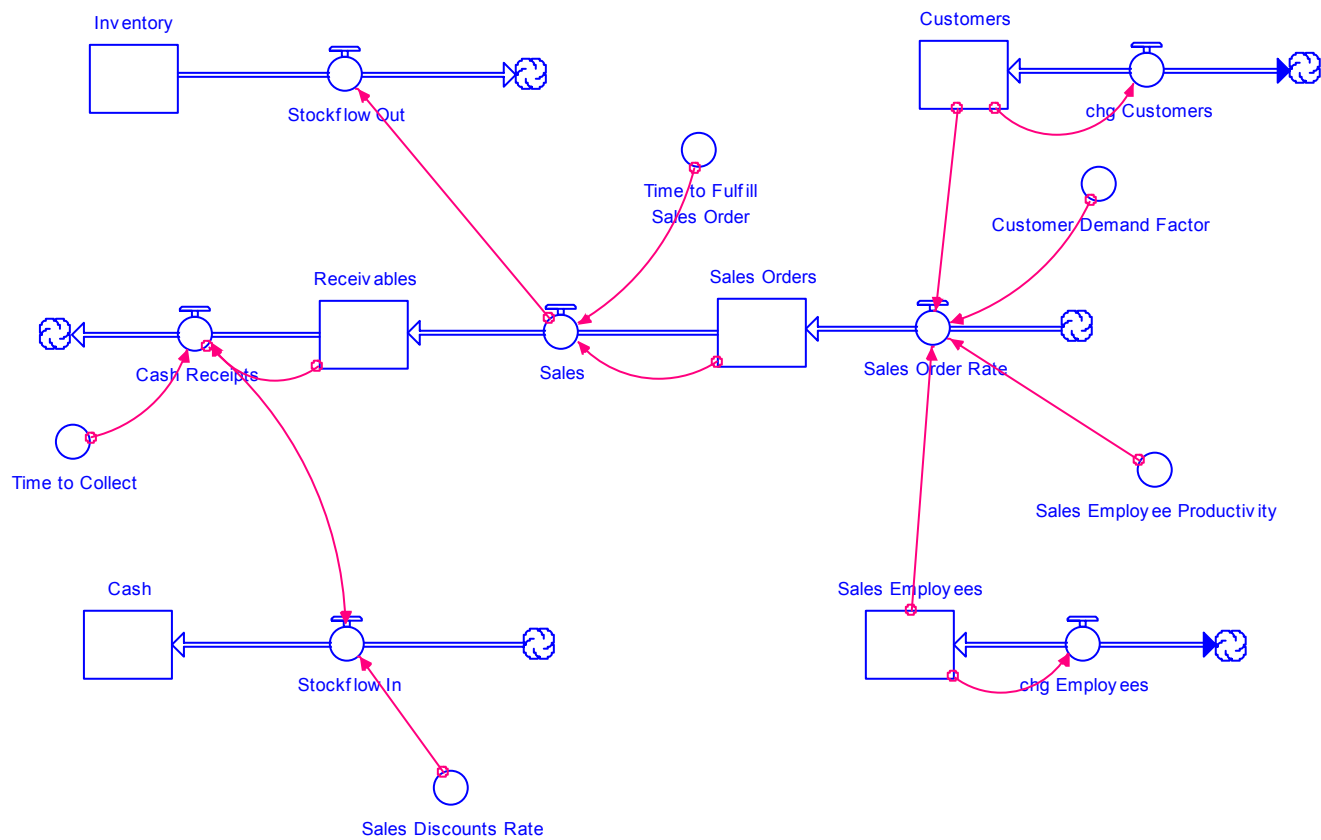 Inventory
Customers
Stockflow Out
chg Customers
Time to Fulfill
Sales Order
Customer Demand Factor
Receivables
Sales Orders
Cash Receipts
Sales
Sales Order Rate
Time to Collect
Sales Employee Productivity
Cash
Sales Employees
Stockflow In
chg Employees
Sales Discounts Rate